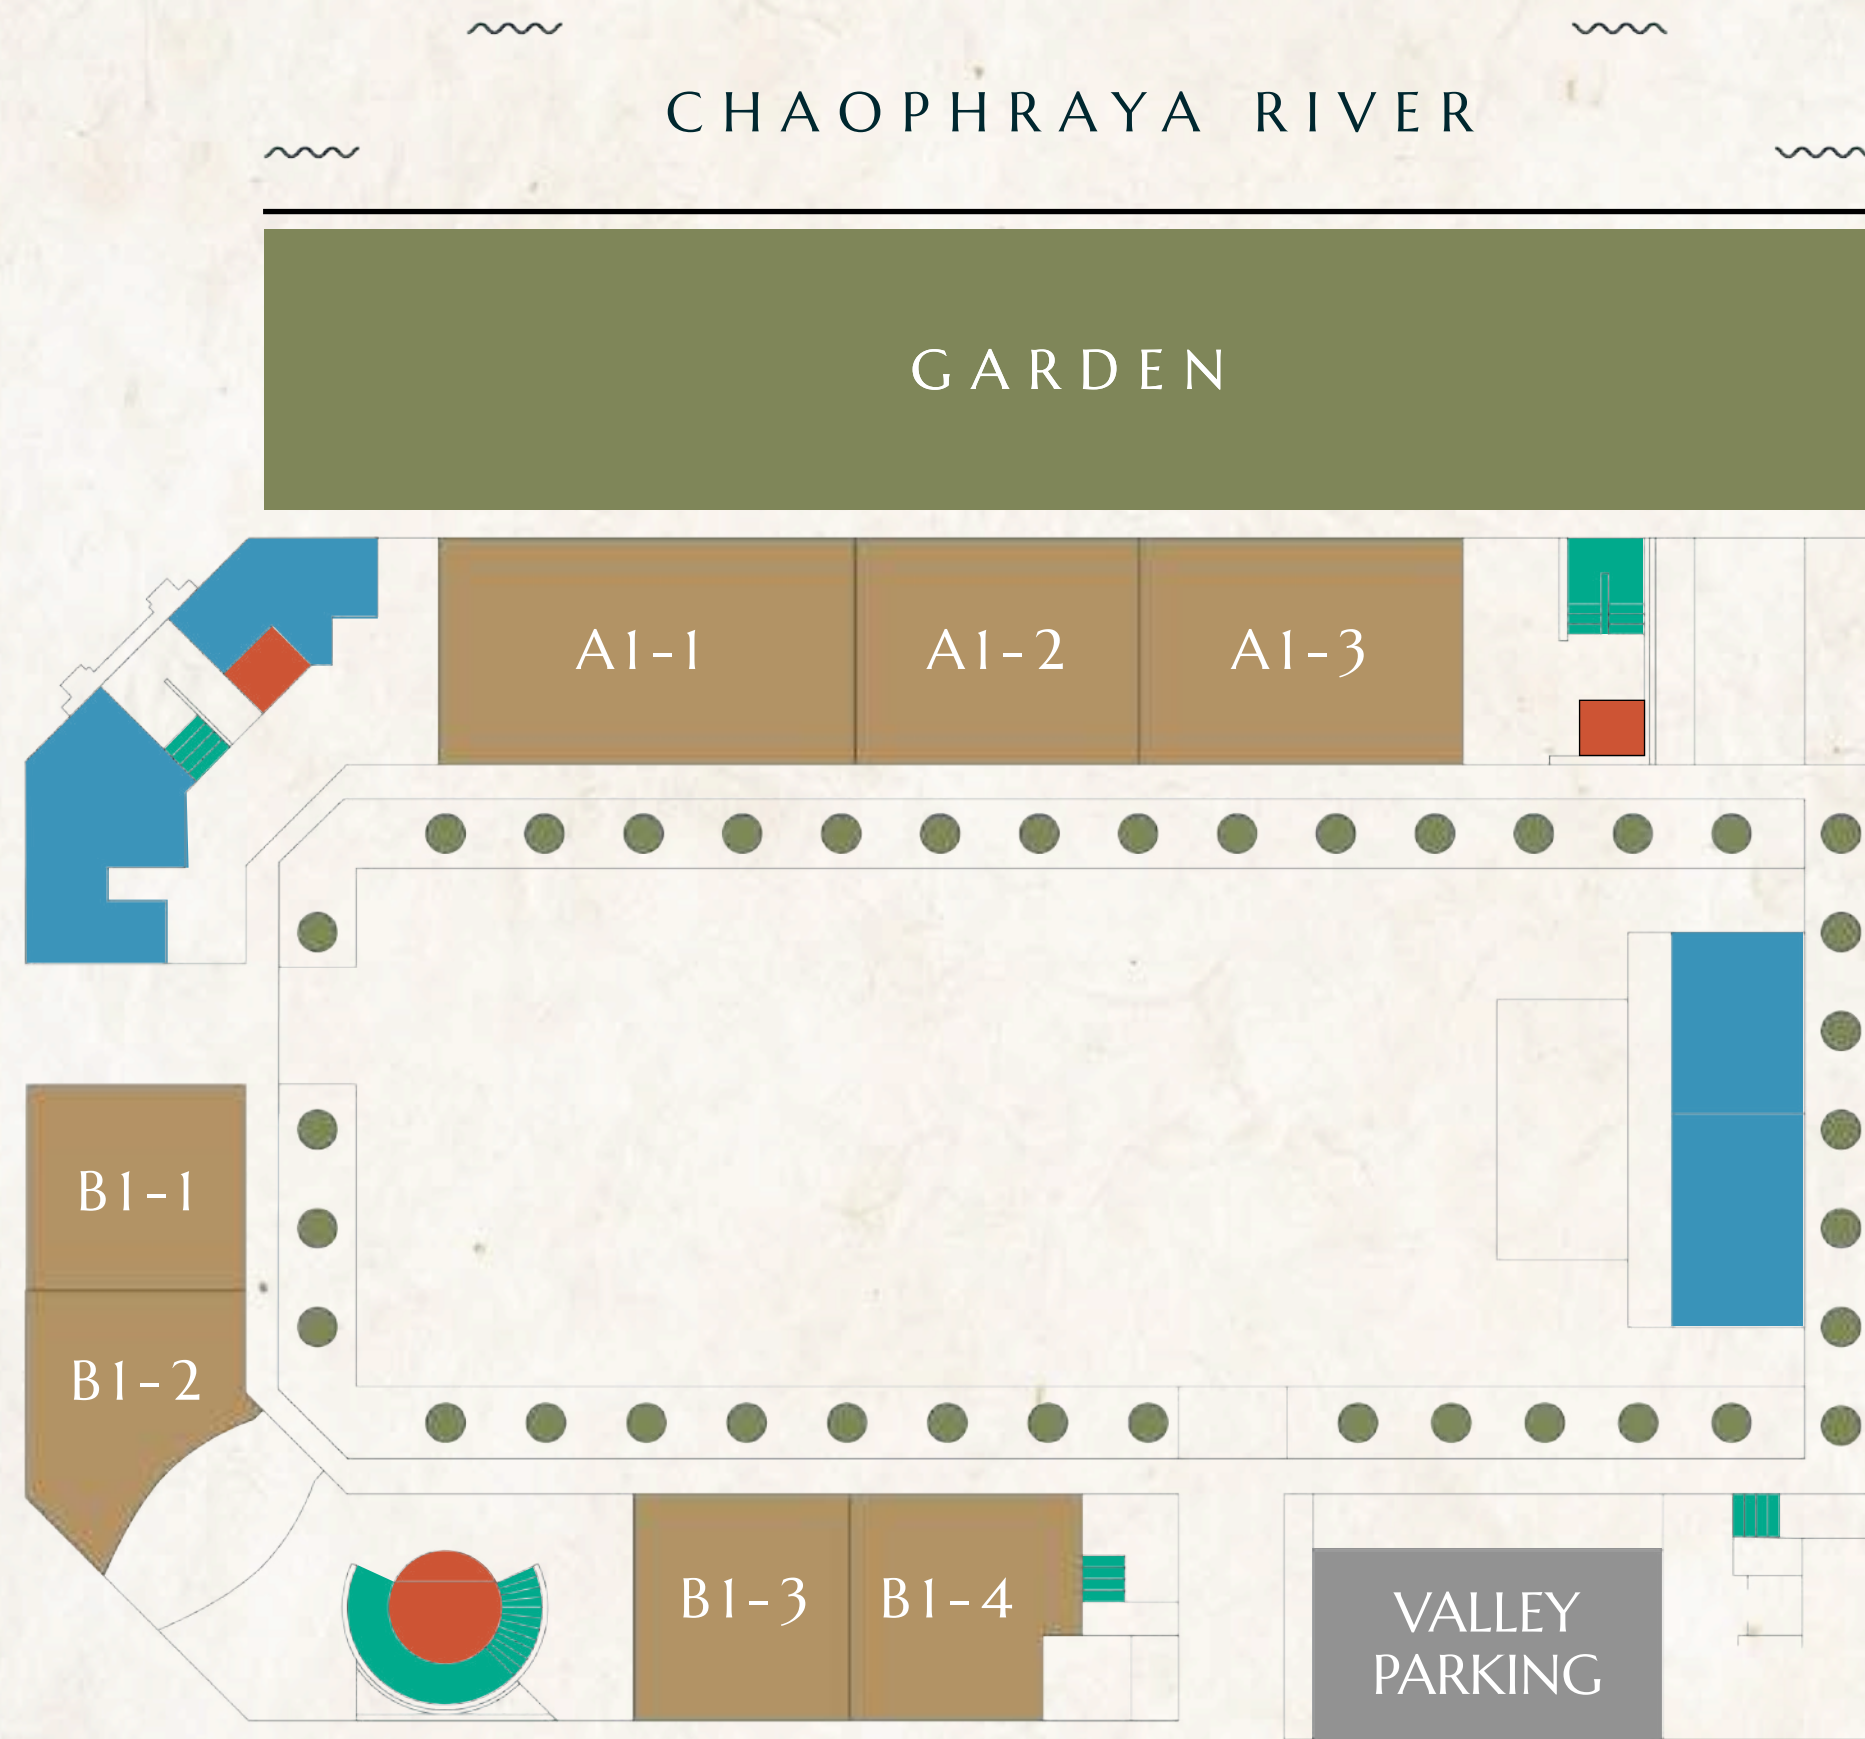 CHAOPHRAYA RIVER
GARDEN
A1-1
A1-2
A1-3
B1-1
B1-2
B1-3
B1-4
VALLEY
PARKING